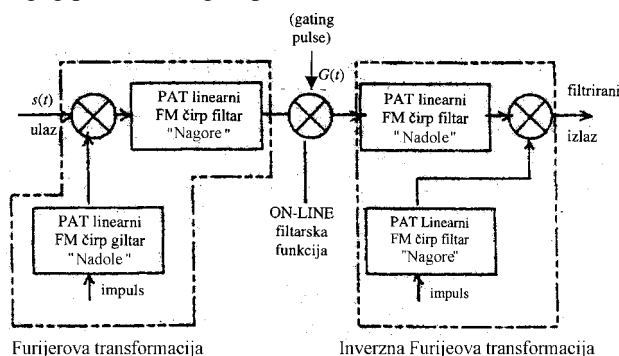 (gating
pulse)
G(t)
s(t)
ulaz
PAT linearni
FM čirp filtar
"Nagore"
PAT linearni
FM čirp filtar
"Nadole"
filtrirani
izlaz
PAT linearni
FM čirp giltar
"Nadole"
impuls
ON-LINE
filtarska
funkcija
PAT Linearni
FM čirp filtar
"Nagore"
impuls
Furijerova transformacija
Inverzna Furijeova transformacija